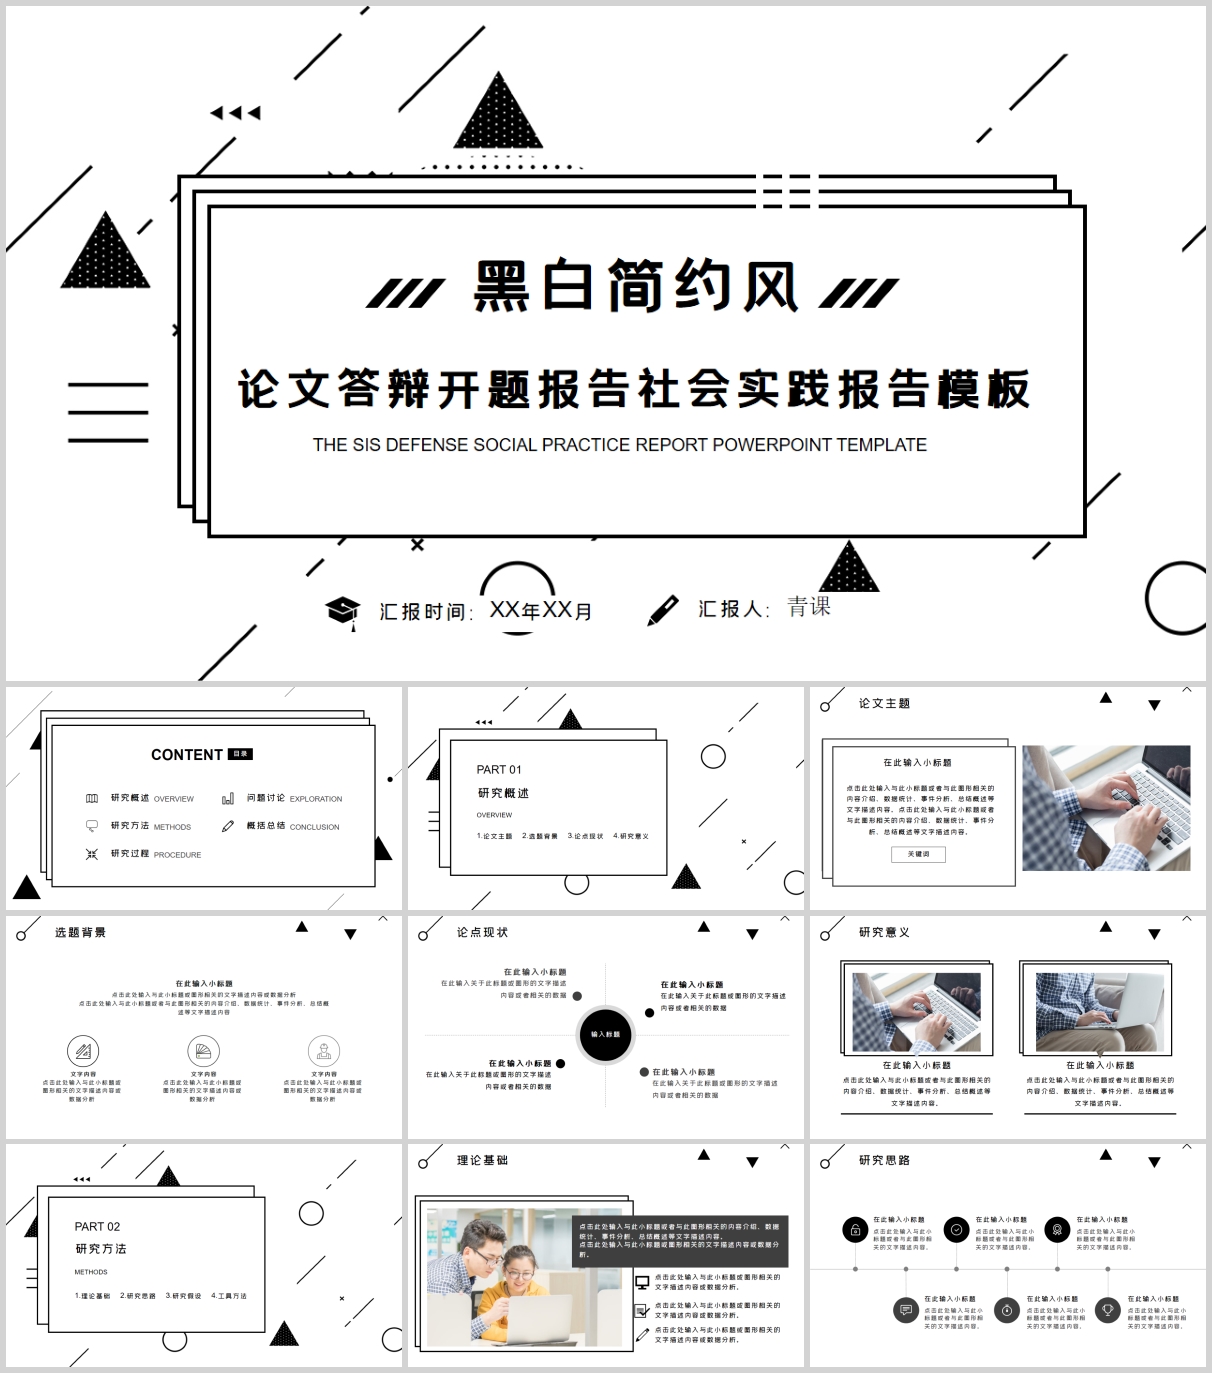 黑白简约风
论文答辩开题报告社会实践报告模板
THE SIS DEFENSE SOCIAL PRACTICE REPORT POWERPOINT TEMPLATE
汇报时间: XX年XX月
汇报人: 青课
CONTENT 目录
研究概述 OVERVIEW
问题讨论 EXPLORATION
研究方法 METHODS
概括总结 CONCLUSION
研究过程 PROCEDURE
PART 01
研究概述
OVERVIEW
1.论文主题 2.选题背景 3.论点现状 4.研究意义
论文主题
在此输入小标题
点击此处输入与此小标题或者与此图形相关的
内容介绍、数据统计、事件分析、总结概述等
文字描述内容。点击此处输入与此小标题或者
与此图形相关的内容介绍、数据统计、事件分
析、总结概述等文字描述内容。
关键词
选题背景
在此输入小标题
点击此处输入与此小标题或图形相关的文字描述内容或数据分析
点击此处输入与此小标题或者与此图形相关的内容介绍、数据统计、事件分析、总结概
述等文字描述内容
文字内容
点击此处输入与此小标题或
图形相关的文字描述内容或
数据分析
文字内容
点击此处输入与此小标题或
图形相关的文字描述内容或
数据分析
文字内容
点击此处输入与此小标题或
图形相关的文字描述内容或
数据分析
论点现状
在此输入小标题
在此输入关于此标题或图形的文字描述
内容或者相关的数据
在此输入小标题
在此输入关于此标题或图形的文字描述
内容或者相关的数据
输入标题
在此输入小标题
在此输入关于此标题或图形的文字描述
内容或者相关的数据
在此输入小标题
在此输入关于此标题或图形的文字描述
内容或者相关的数据
研究意义
在此输入小标题
点击此处输入与此小标题或者与此图形相关的
内容介绍、数据统计、事件分析、总结概述等
文字描述内容。
在此输入小标题
点击此处输入与此小标题或者与此图形相关的
内容介绍、数据统计、事件分析、总结概述等
文字描述内容。
PART 02
研究方法
METHODS
1.理论基础 2.研究思路 3.研究假设 4.工具方法
理论基础
点击此处输入与此小标题或者与此图形相关的内容介绍、数据
统计、事件分析、总结概述等文字描述内容。
点击此处输入与此小标题或图形相关的文字描述内容或数据分
析。
点击此处输入与此小标题或图形相关的
文字描述内容或数据分析。
点击此处输入与此小标题或图形相关的
文字描述内容或数据分析。
点击此处输入与此小标题或图形相关的
文字描述内容或数据分析。
研究思路
在此输入小标题
点击此处输入与此小
标题或者与此图形相
关的文字描述内容。
在此输入小标题
点击此处输入与此小
标题或者与此图形相
关的文字描述内容。
在此输入小标题
点击此处输入与此小
标题或者与此图形相
关的文字描述内容。
在此输入小标题
点击此处输入与此小
标题或者与此图形相
关的文字描述内容。
在此输入小标题
点击此处输入与此小
标题或者与此图形相
关的文字描述内容。
在此输入小标题
点击此处输入与此小
标题或者与此图形相
关的文字描述内容。